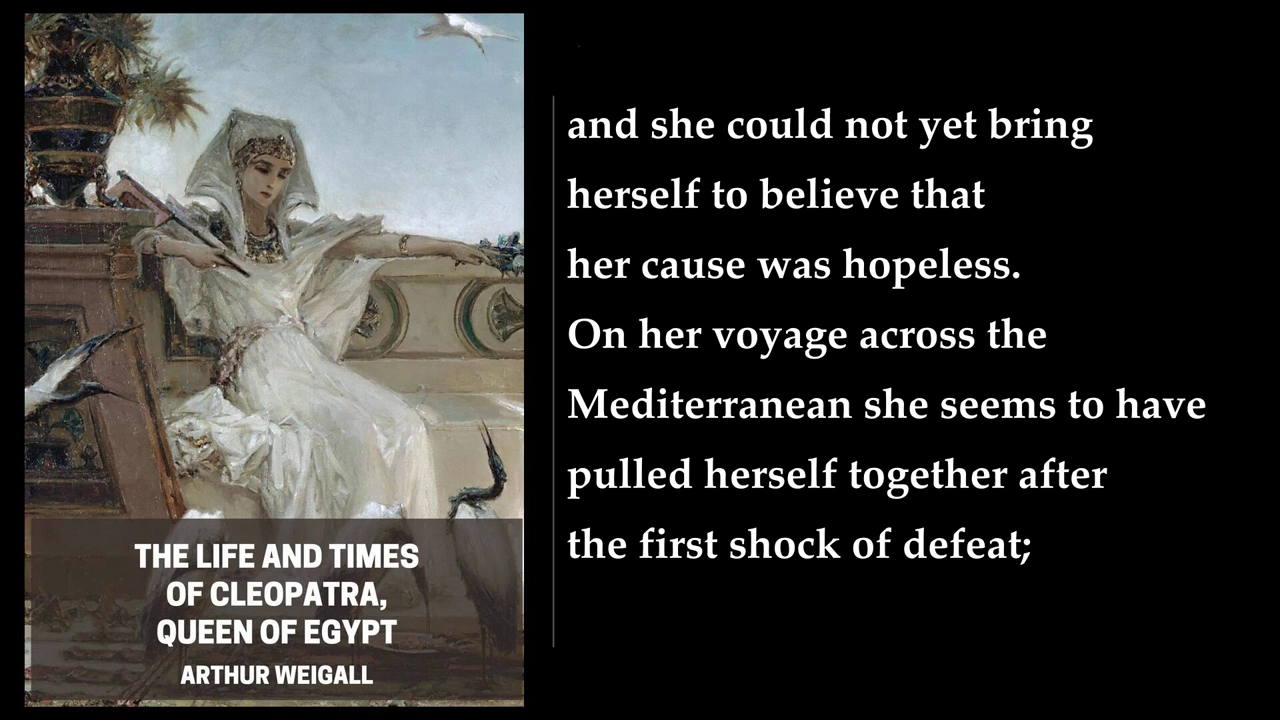 THE LIFE AND TIMES
OF CLEOPATRA,
QUEEN OF EGYPT
ARTHUR WEIGALL
and she could not yet bring
herself to believe that
her cause was hopeless.
On her voyage across the
Mediterranean she seems to have
pulled herself together after
the first shock of defeat;